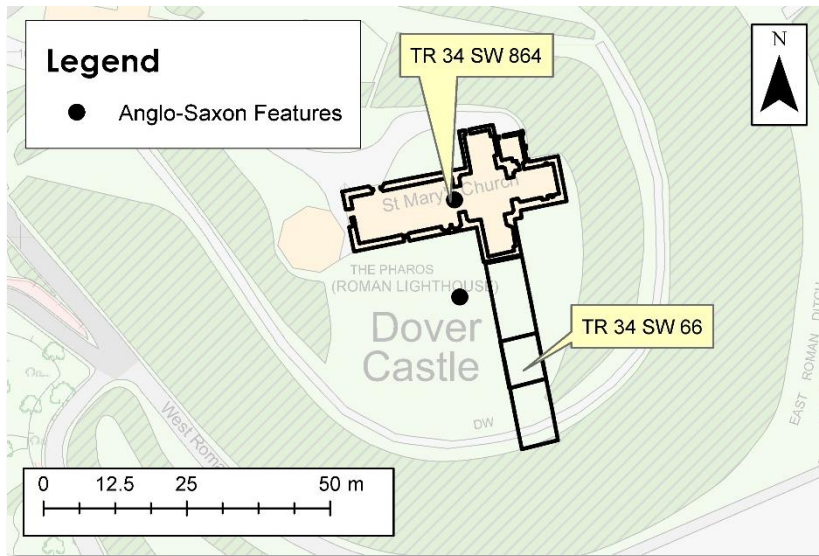 Legend
Anglo-Saxon Features
TR 34 SW 864
N
St Mary's Church
THE PHAROS
(ROMAN LIGHTHOUSE)
Dover
Castle
TR 34 SW 66
DW
EAST ROMAN DITCH
West Roma
0 12.5 25 50 m